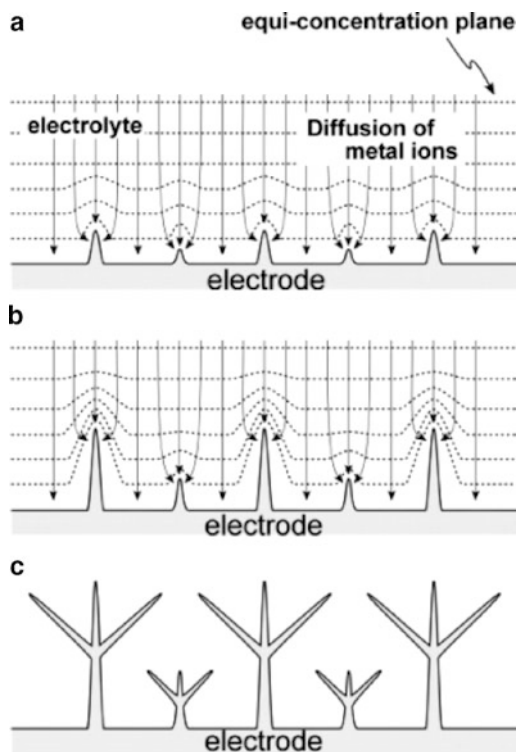 a
equi-concentration plane
electrolyte
Diffusion of
metal ions
electrode
b
electrode
c
electrode